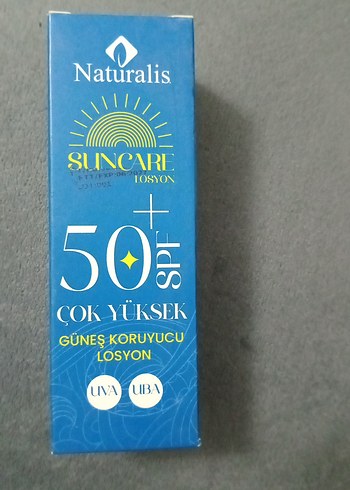 Naturalis
SUNCARE
LOSYON
50+
SPF
ÇOK YÜKSEK
GÜNEŞ KORUYUCU
LOSYON
UVA UBA